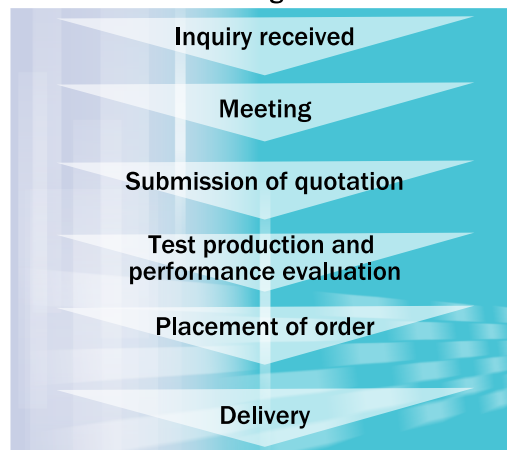 Inquiry received
Meeting
Submission of quotation
Test production and
performance evaluation
Placement of order
Delivery